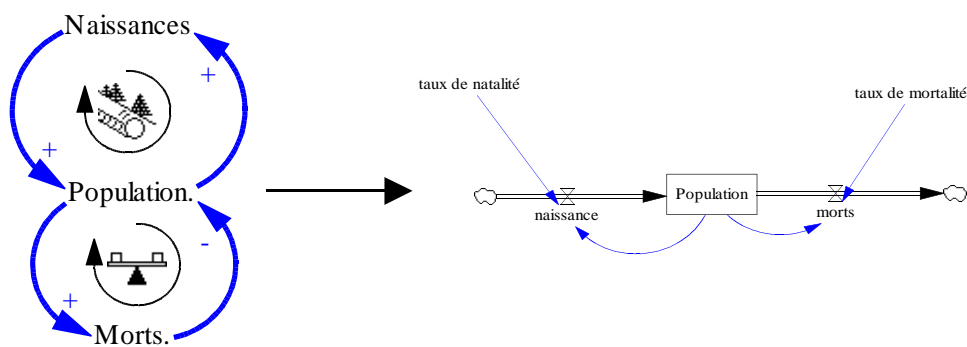 Naissances
+
+
Population.
-
+
Morts.
taux de natalité
taux de mortalité
Population
naissance
morts